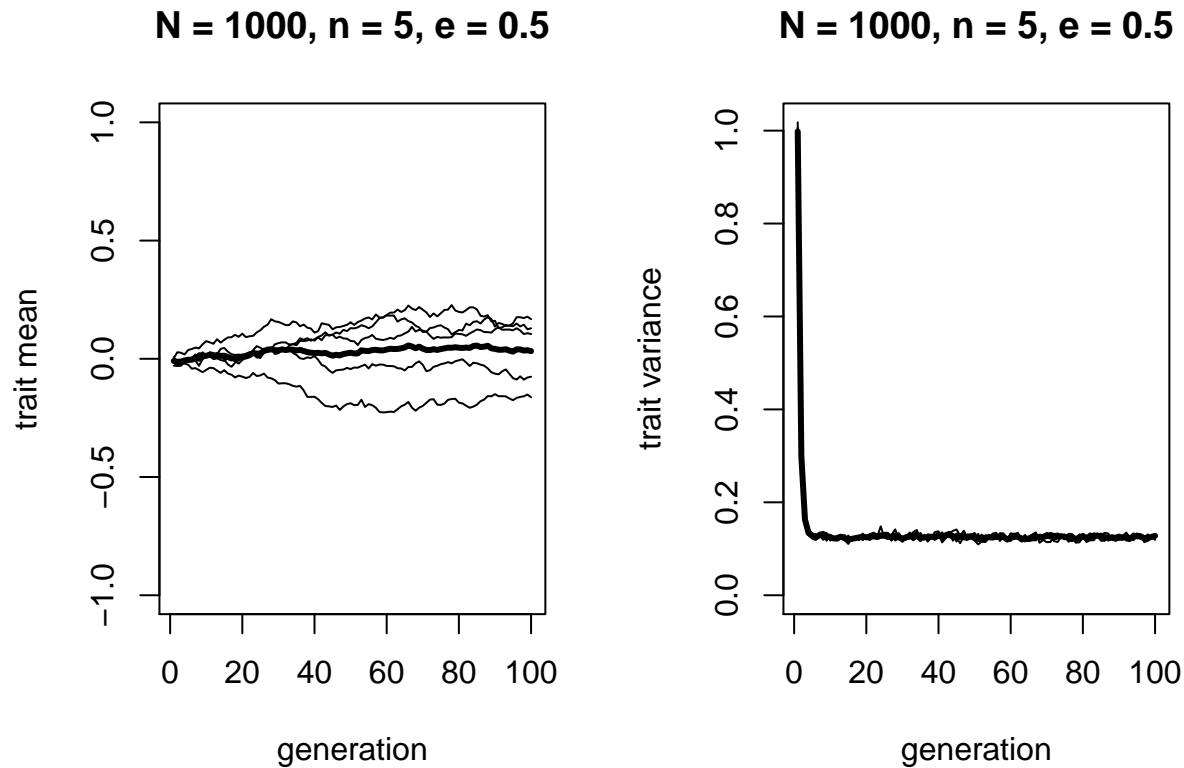 N = 1000, n = 5, e = 0.5
trait mean
1.0
0.5
0.0
−0.5
−1.0
0 20 40 60 80 100
generation
N = 1000, n = 5, e = 0.5
trait variance
1.0
0.8
0.6
0.4
0.2
0.0
0 20 40 60 80 100
generation